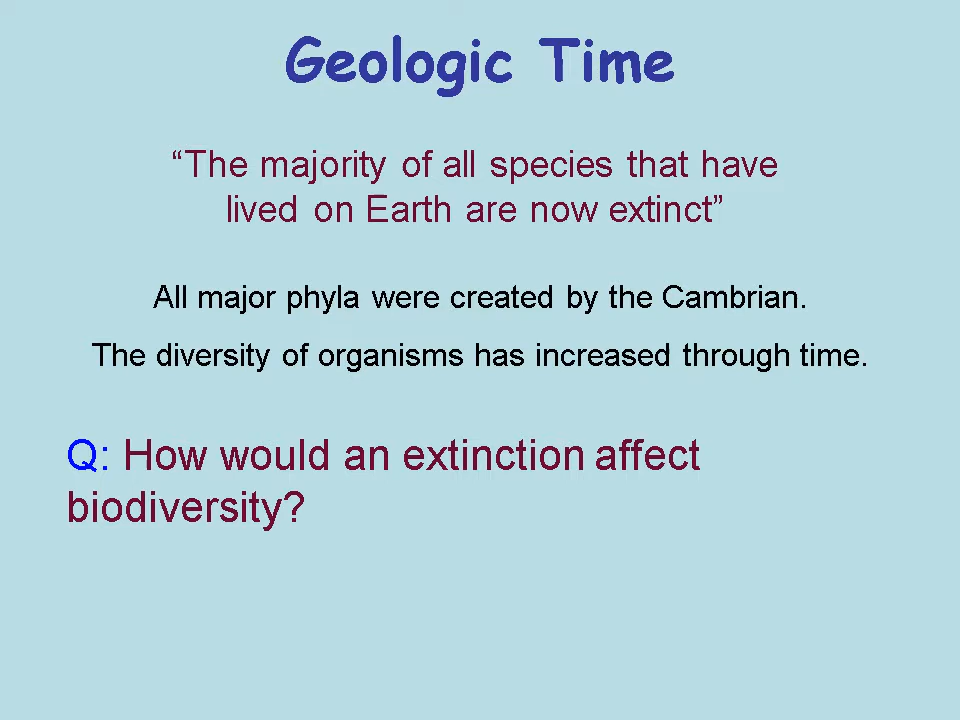 Geologic Time
“The majority of all species that have
lived on Earth are now extinct”
All major phyla were created by the Cambrian.
The diversity of organisms has increased through time.
Q: How would an extinction affect
biodiversity?